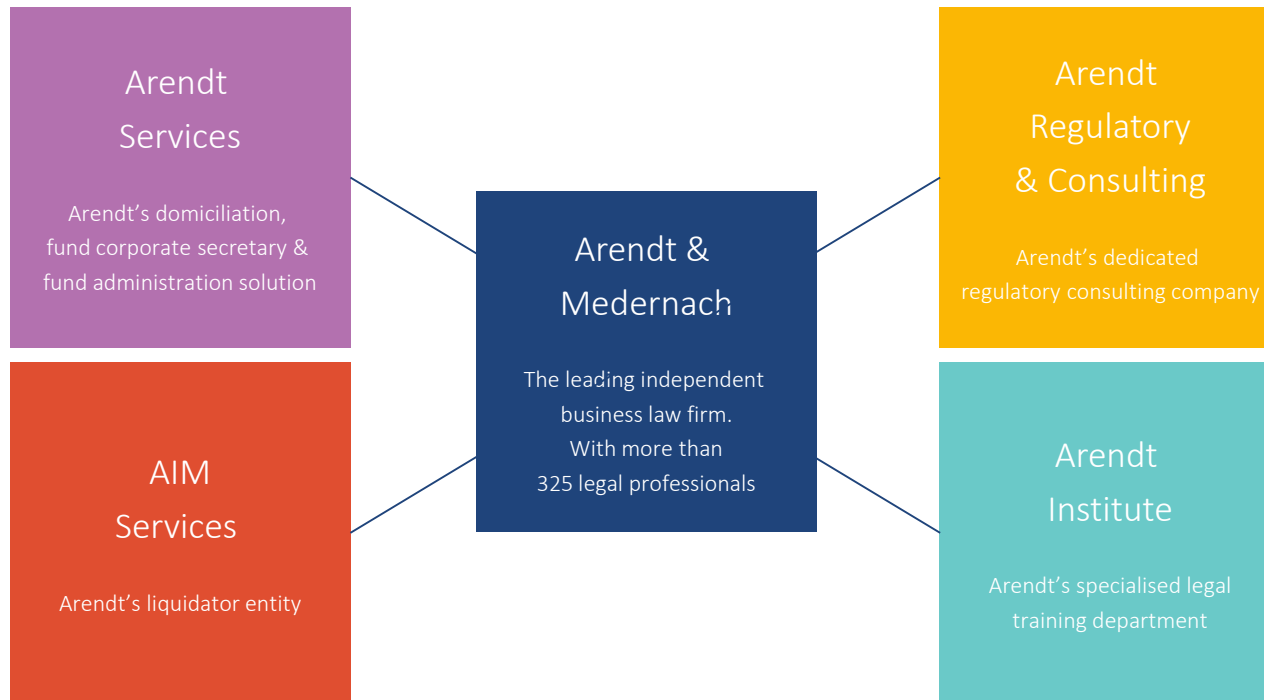 Arendt
Services
Arendt’s domiciliation,
fund corporate secretary &
fund administration solution
AIM
Services
Arendt’s liquidator entity
Arendt &
Medernach
The leading independent
business law firm.
With more than
325 legal professionals
Arendt
Regulatory
& Consulting
Arendt’s dedicated
regulatory consulting company
Arendt
Institute
Arendt’s specialised legal
training department